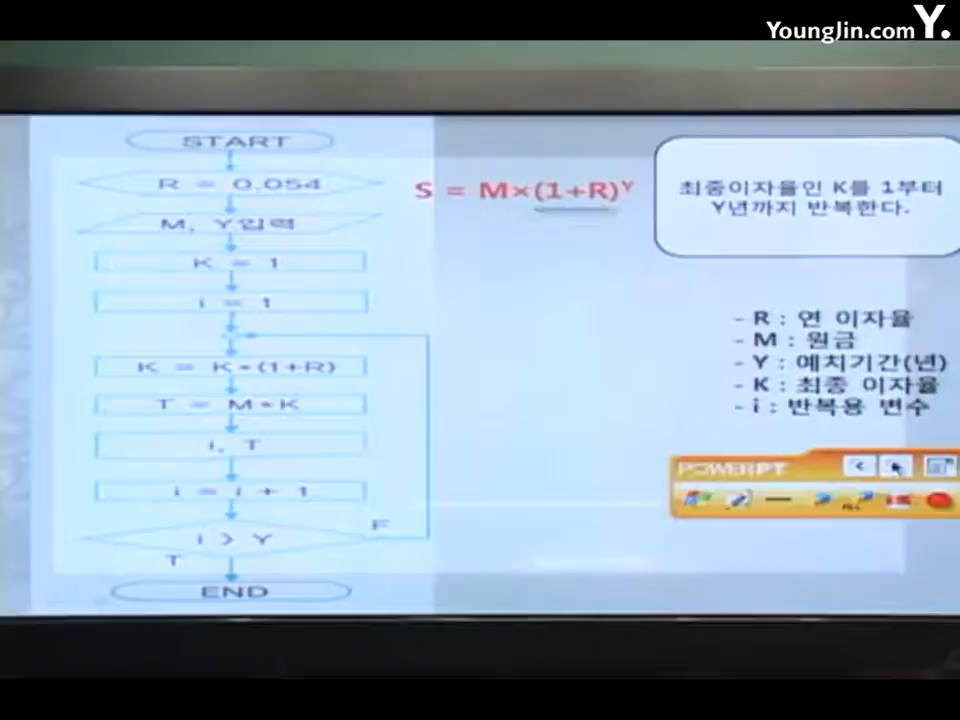 YoungJin.com Y.
START
R = 0.054
M, Y입력
K = 1
i = 1
K = K*(1+R)
T = M*K
i, T
i = i + 1
i > Y
F
T
END
S = M×(1+R)^Y
최종이자율인 K를 1부터
Y년까지 반복한다.
- R : 연 이자율
- M : 원금
- Y : 예치기간(년)
- K : 최종 이자율
- i : 반복용 변수
POWERPT